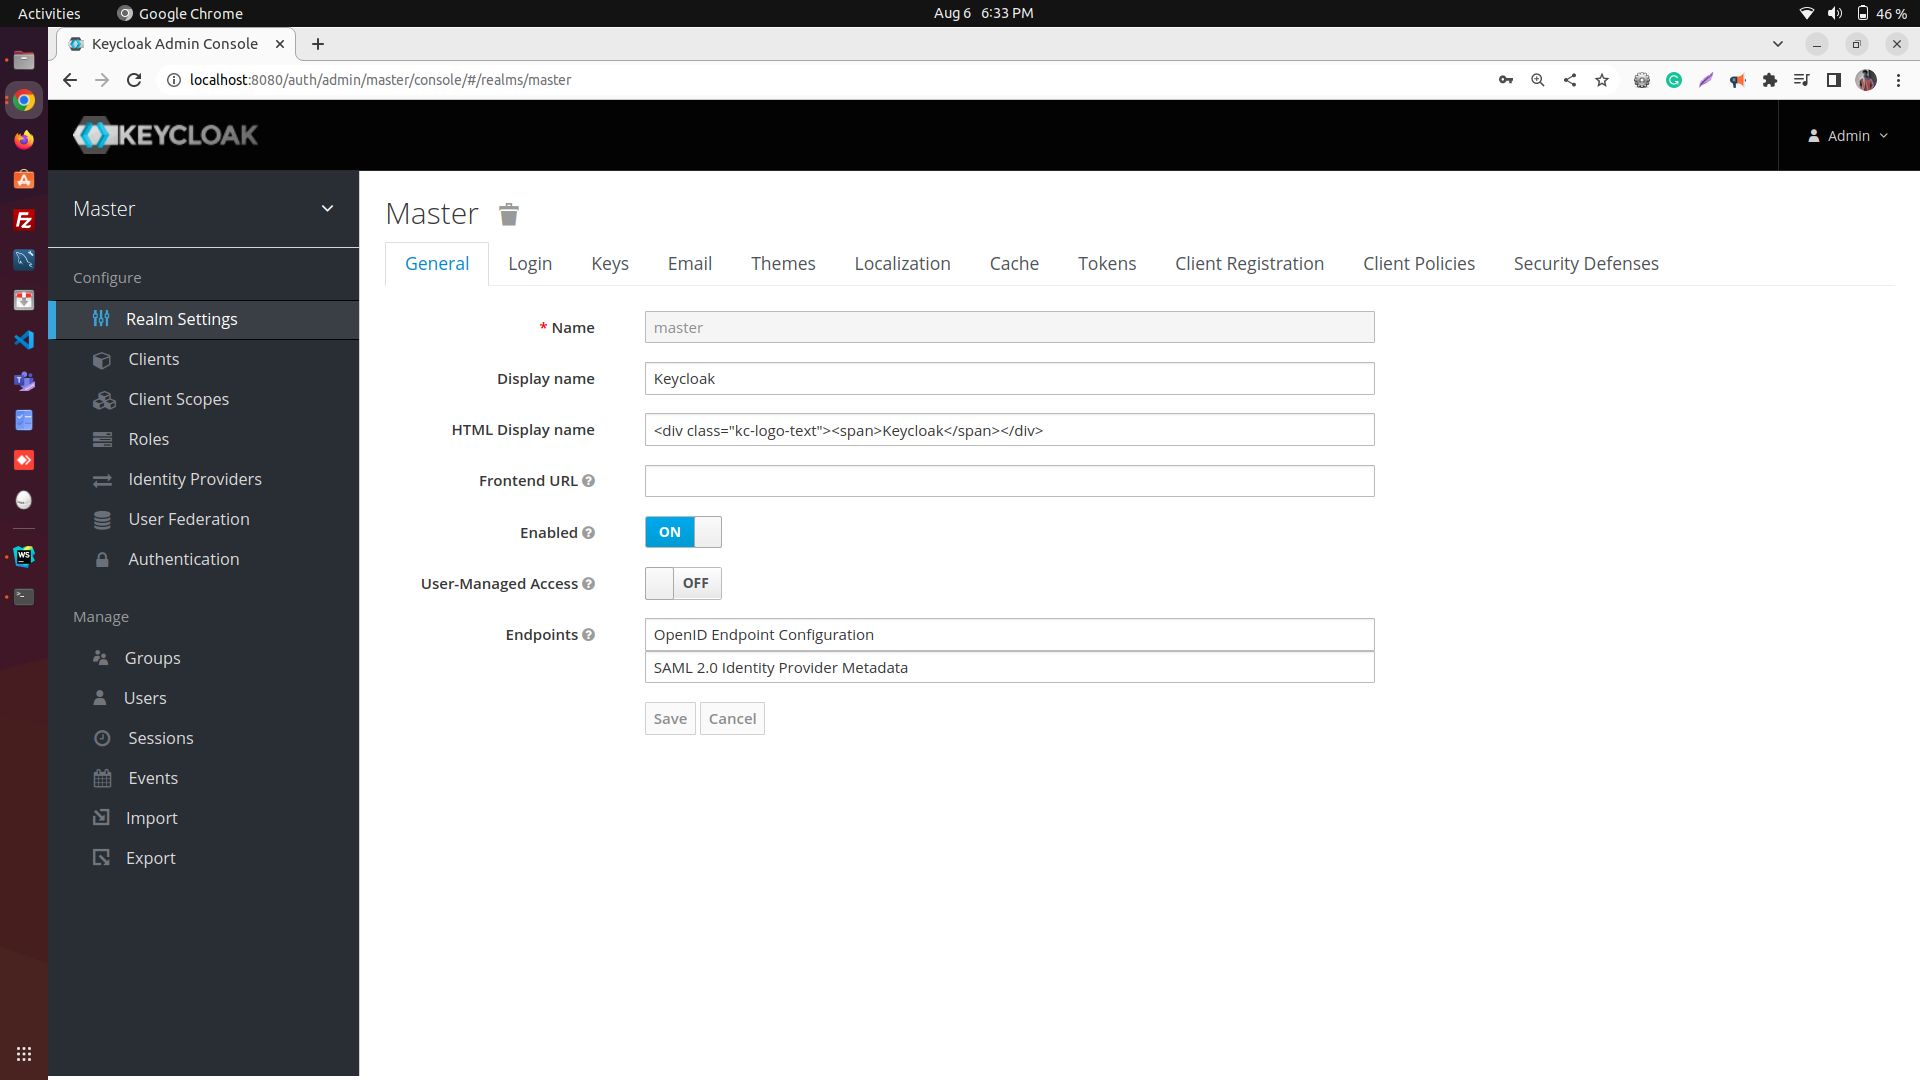 Activities Google Chrome Aug 6 6:33 PM 46 %
Keycloak Admin Console
localhost:8080/auth/admin/master/console/#/realms/master
KEYCLOAK Admin
Master
Configure
Realm Settings
Clients
Client Scopes
Roles
Identity Providers
User Federation
Authentication
Manage
Groups
Users
Sessions
Events
Import
Export
Master
General Login Keys Email Themes Localization Cache Tokens Client Registration Client Policies Security Defenses
* Name master
Display name Keycloak
HTML Display name <div class="kc-logo-text"><span>Keycloak</span></div>
Frontend URL
Enabled ON
User-Managed Access OFF
Endpoints OpenID Endpoint Configuration
SAML 2.0 Identity Provider Metadata
Save Cancel